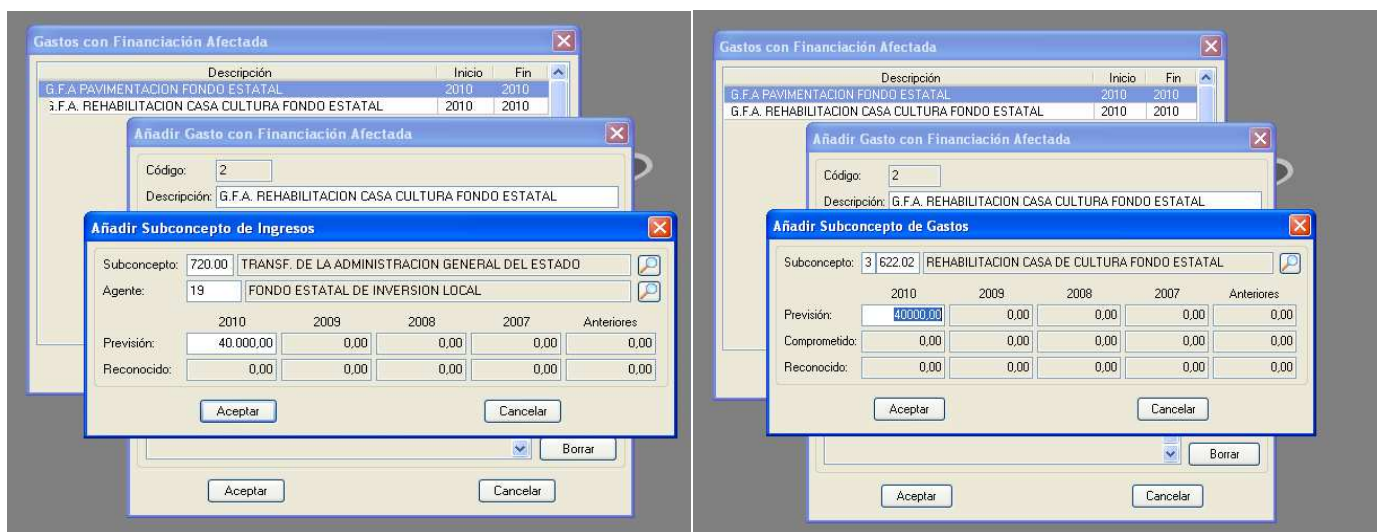 Gastos con Financiación Afectada
Descripción Inicio Fin
G.F.A PAVIMENTACION FONDO ESTATAL 2010 2010
G.F.A. REHABILITACION CASA CULTURA FONDO ESTATAL 2010 2010
Añadir Gasto con Financiación Afectada
Código: 2
Descripción: G.F.A. REHABILITACION CASA CULTURA FONDO ESTATAL
Añadir Subconcepto de Ingresos
Subconcepto: 720.00 TRANSF. DE LA ADMINISTRACION GENERAL DEL ESTADO
Agente: 19 FONDO ESTATAL DE INVERSION LOCAL
2010 2009 2008 2007 Anteriores
Previsión: 40.000,00 0,00 0,00 0,00 0,00
Reconocido: 0,00 0,00 0,00 0,00 0,00
Aceptar Cancelar
Borrar
Aceptar Cancelar
Gastos con Financiación Afectada
Descripción Inicio Fin
G.F.A PAVIMENTACION FONDO ESTATAL 2010 2010
G.F.A. REHABILITACION CASA CULTURA FONDO ESTATAL 2010 2010
Añadir Gasto con Financiación Afectada
Código: 2
Descripción: G.F.A. REHABILITACION CASA CULTURA FONDO ESTATAL
Añadir Subconcepto de Gastos
Subconcepto: 3 622.02 REHABILITACION CASA DE CULTURA FONDO ESTATAL
2010 2009 2008 2007 Anteriores
Previsión: 40000,00 0,00 0,00 0,00 0,00
Comprometido: 0,00 0,00 0,00 0,00 0,00
Reconocido: 0,00 0,00 0,00 0,00 0,00
Aceptar Cancelar
Borrar
Aceptar Cancelar